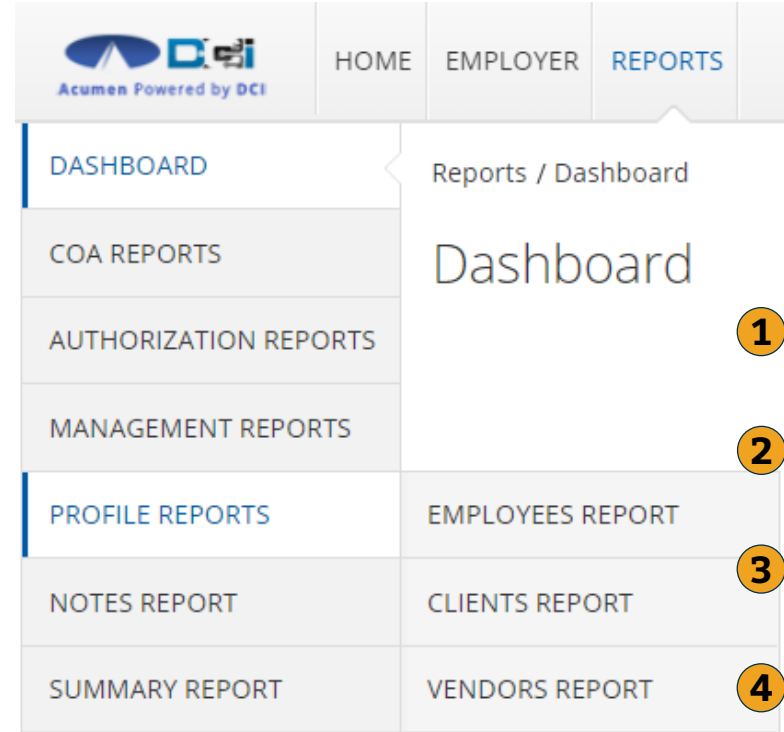 DCI
Acumen Powered by DCI
HOME EMPLOYER REPORTS
DASHBOARD
Reports / Dashboard
COA REPORTS
Dashboard
AUTHORIZATION REPORTS
1
MANAGEMENT REPORTS
2
PROFILE REPORTS
EMPLOYEES REPORT
3
NOTES REPORT
CLIENTS REPORT
SUMMARY REPORT
VENDORS REPORT
4